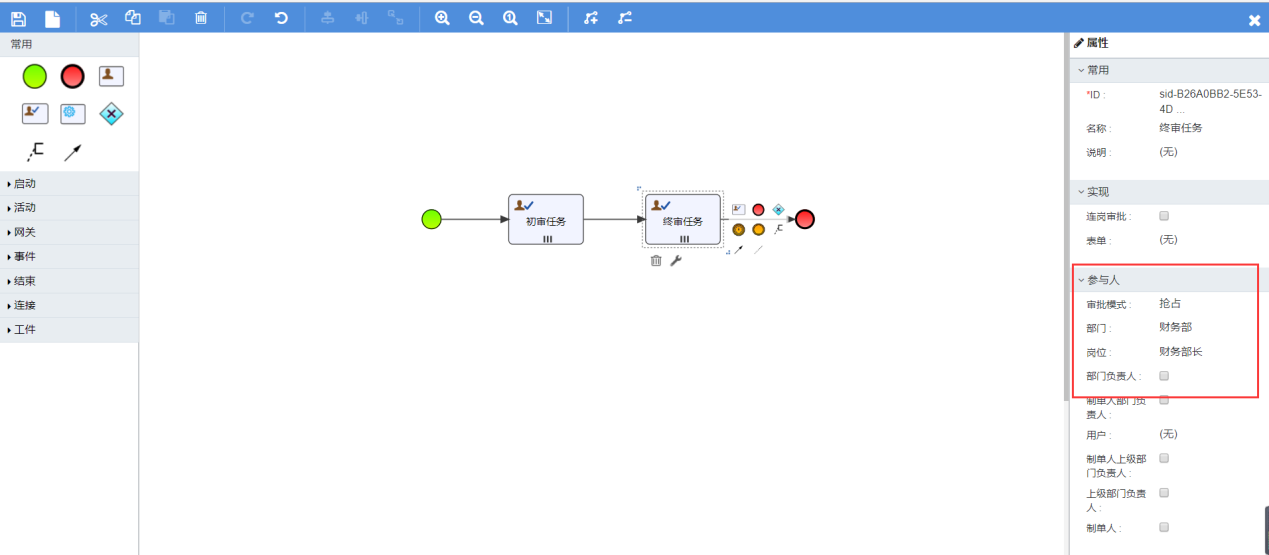 常用
启动
活动
网关
事件
结束
连接
工件
初审任务
终审任务
属性
常用
*ID : sid-B26A0BB2-5E53-
4D ...
名称 : 终审任务
说明 : (无)
实现
连岗审批 :
表单 : (无)
参与人
审批模式 : 抢占
部门 : 财务部
岗位 : 财务部长
部门负责人 :
制单人部门负
责人 :
用户 : (无)
制单人上级部
门负责人 :
上级部门负责
人 :
制单人 :